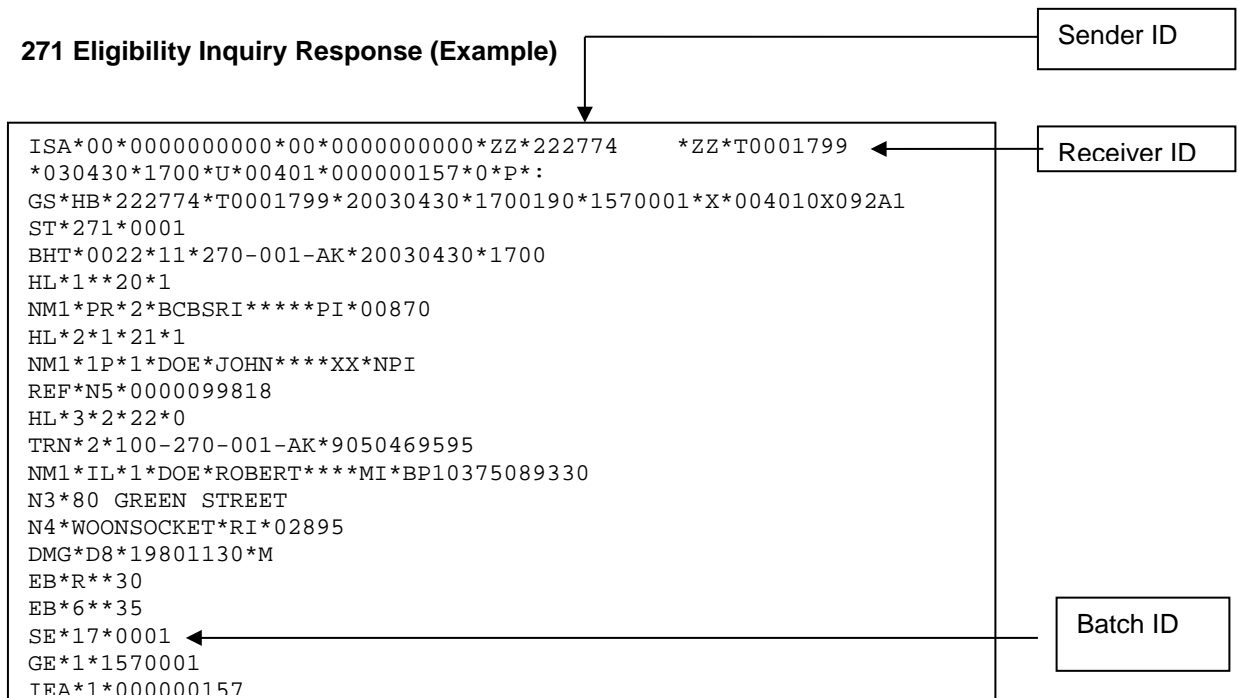 271 Eligibility Inquiry Response (Example)
Sender ID
ISA*00*0000000000*00*0000000000*ZZ*222774     *ZZ*T0001799
Receiver ID
*030430*1700*U*00401*000000157*0*P*:
GS*HB*222774*T0001799*20030430*1700190*1570001*X*004010X092A1
ST*271*0001
BHT*0022*11*270-001-AK*20030430*1700
HL*1**20*1
NM1*PR*2*BCBSRI*****PI*00870
HL*2*1*21*1
NM1*1P*1*DOE*JOHN****XX*NPI
REF*N5*0000099818
HL*3*2*22*0
TRN*2*100-270-001-AK*9050469595
NM1*IL*1*DOE*ROBERT****MI*BP10375089330
N3*80 GREEN STREET
N4*WOONSOCKET*RI*02895
DMG*D8*19801130*M
EB*R**30
EB*6**35
SE*17*0001
Batch ID
GE*1*1570001
IEA*1*000000157